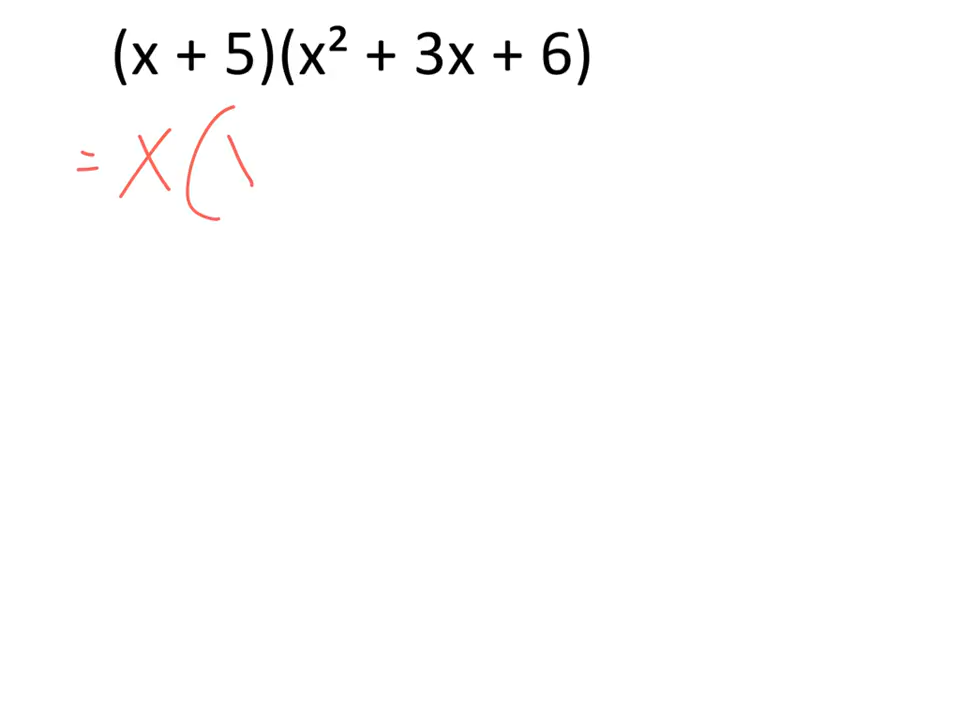 (x + 5)(x² + 3x + 6)
= x(